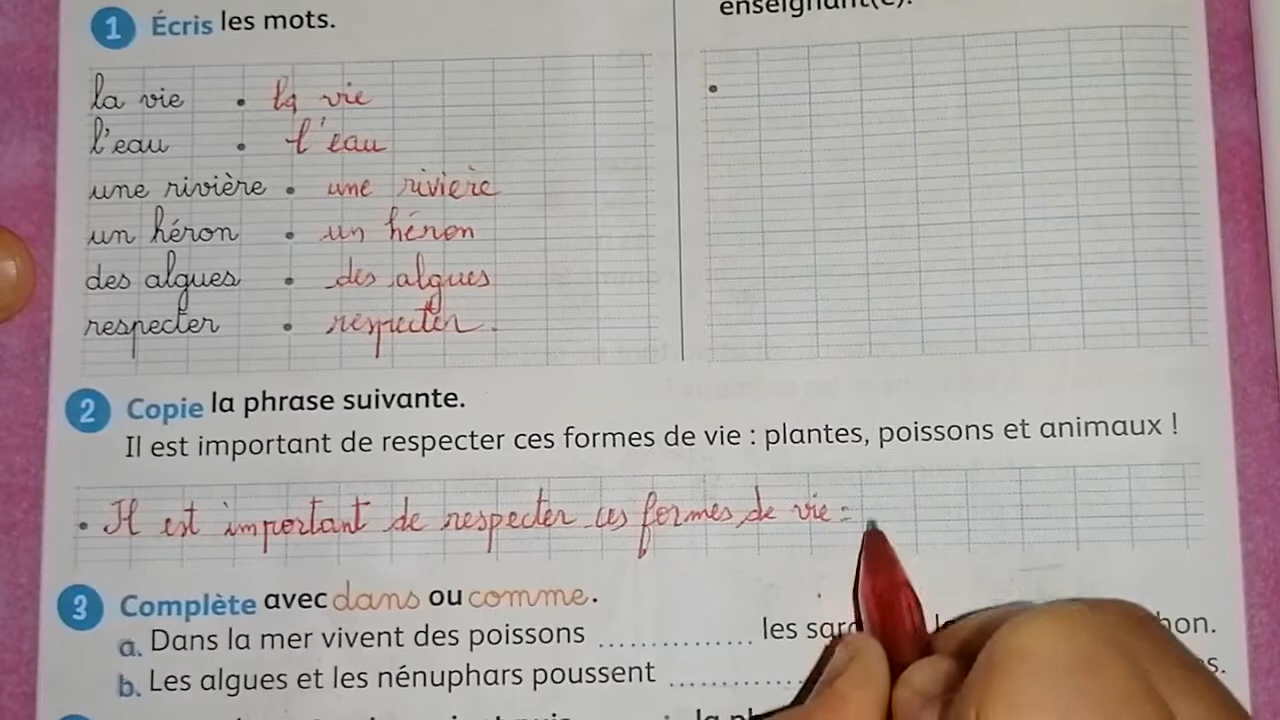 1 Écris les mots.
enseignant(e).
la vie • la vie
l'eau • l'eau
une rivière • une riviere
un héron • un héron
des algues • des algues
respecter • respecter.
2 Copie la phrase suivante.
Il est important de respecter ces formes de vie : plantes, poissons et animaux !
• Il est important de respecter ces formes de vie :
3 Complète avec dans ou comme.
a. Dans la mer vivent des poissons ............... les
b. Les algues et les nénuphars poussent ...............